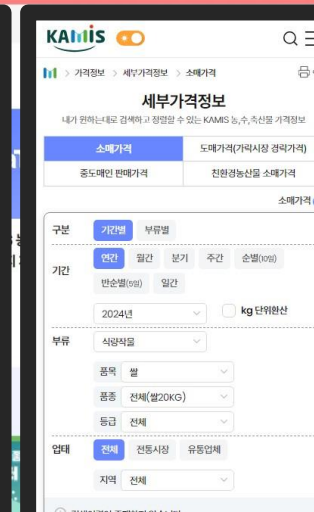 KAMIS
가격정보 > 세부가격정보 > 소매가격
세부가격정보
내가 원하는대로 검색하고 정렬할 수 있는 KAMIS 농,수,축산물 가격정보
소매가격 도매가격(가락시장 경락가격)
중도매인 판매가격 친환경농산물 소매가격
소매가격
구분 기간별 부류별
기간 연간 월간 분기 주간 순별(10일)
반순별(5일) 일간
2024년 kg 단위환산
부류 식량작물
품목 쌀
품종 전체(쌀20KG)
등급 전체
업태 전체 전통시장 유통업체
지역 전체